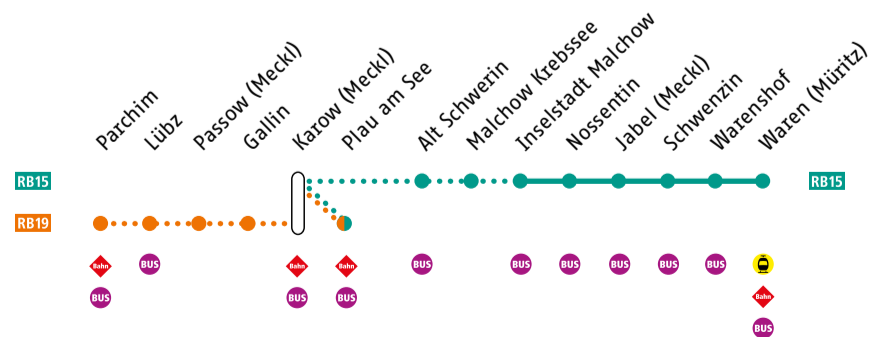 Parchim
Lübz
Passow (Meckl)
Gallin
Karow (Meckl)
Plau am See
Alt Schwerin
Malchow Krebssee
Inselstadt Malchow
Nossentin
Jabel (Meckl)
Schwenzin
Warenshof
Waren (Müritz)
RB15 RB15
RB19
Bahn BUS Bahn Bahn BUS BUS BUS BUS BUS BUS
BUS BUS BUS Bahn
BUS